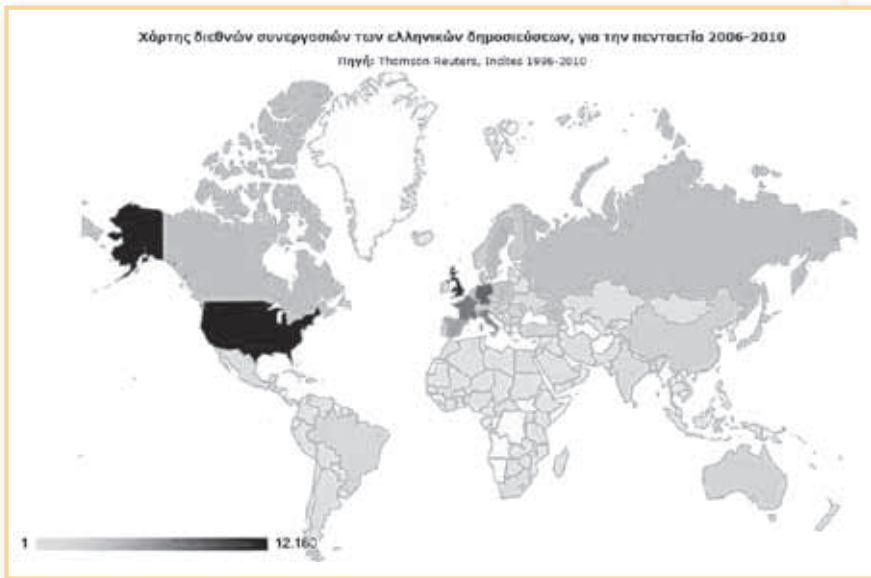 Χάρτης διεθνών συνεργασιών των ελληνικών δημοσιεύσεων, για την πενταετία 2006-2010
Πηγή: Thomson Reuters, Incites 1996-2010
1 12.160